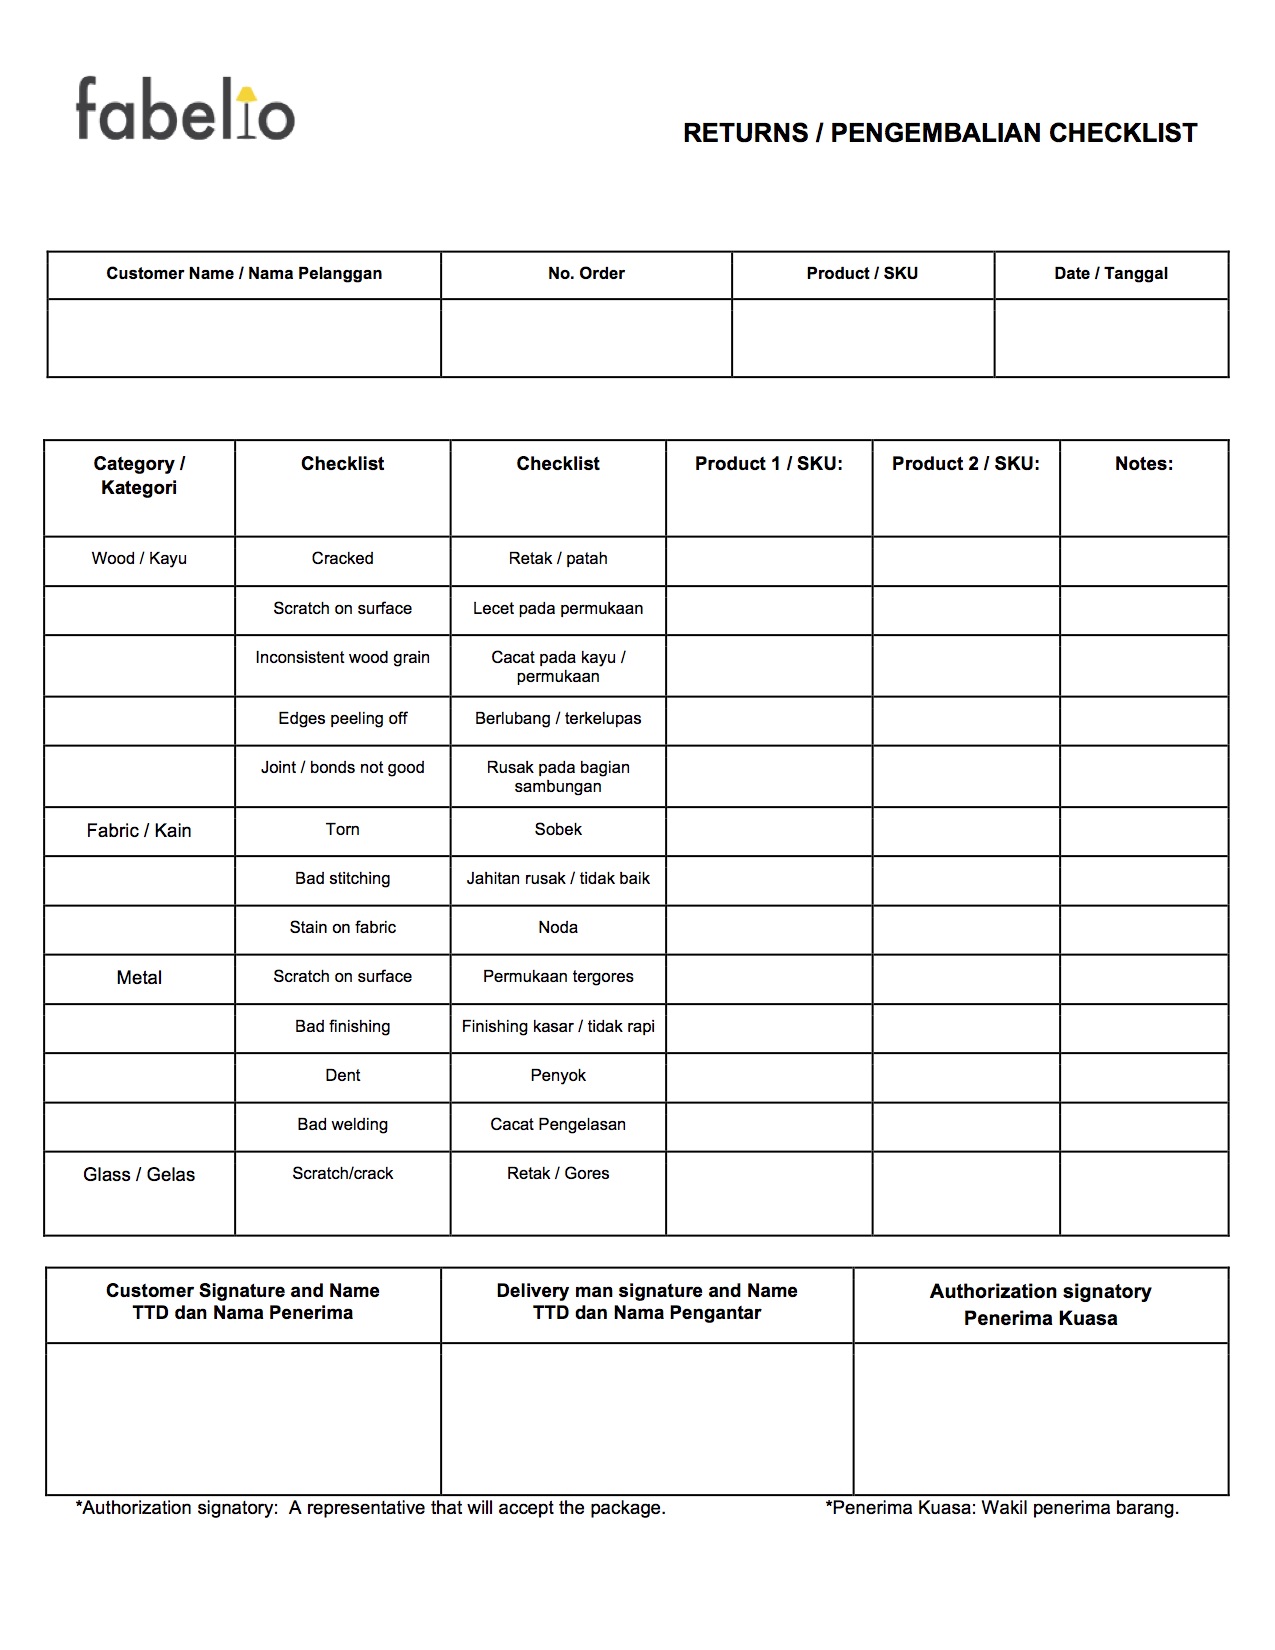 fabelio
RETURNS / PENGEMBALIAN CHECKLIST
Customer Name / Nama Pelanggan No. Order Product / SKU Date / Tanggal
Category / Kategori Checklist Checklist Product 1 / SKU: Product 2 / SKU: Notes:
Wood / Kayu Cracked Retak / patah
Scratch on surface Lecet pada permukaan
Inconsistent wood grain Cacat pada kayu / permukaan
Edges peeling off Berlubang / terkelupas
Joint / bonds not good Rusak pada bagian sambungan
Fabric / Kain Torn Sobek
Bad stitching Jahitan rusak / tidak baik
Stain on fabric Noda
Metal Scratch on surface Permukaan tergores
Bad finishing Finishing kasar / tidak rapi
Dent Penyok
Bad welding Cacat Pengelasan
Glass / Gelas Scratch/crack Retak / Gores
Customer Signature and Name
TTD dan Nama Penerima
Delivery man signature and Name
TTD dan Nama Pengantar
Authorization signatory
Penerima Kuasa
*Authorization signatory: A representative that will accept the package. *Penerima Kuasa: Wakil penerima barang.